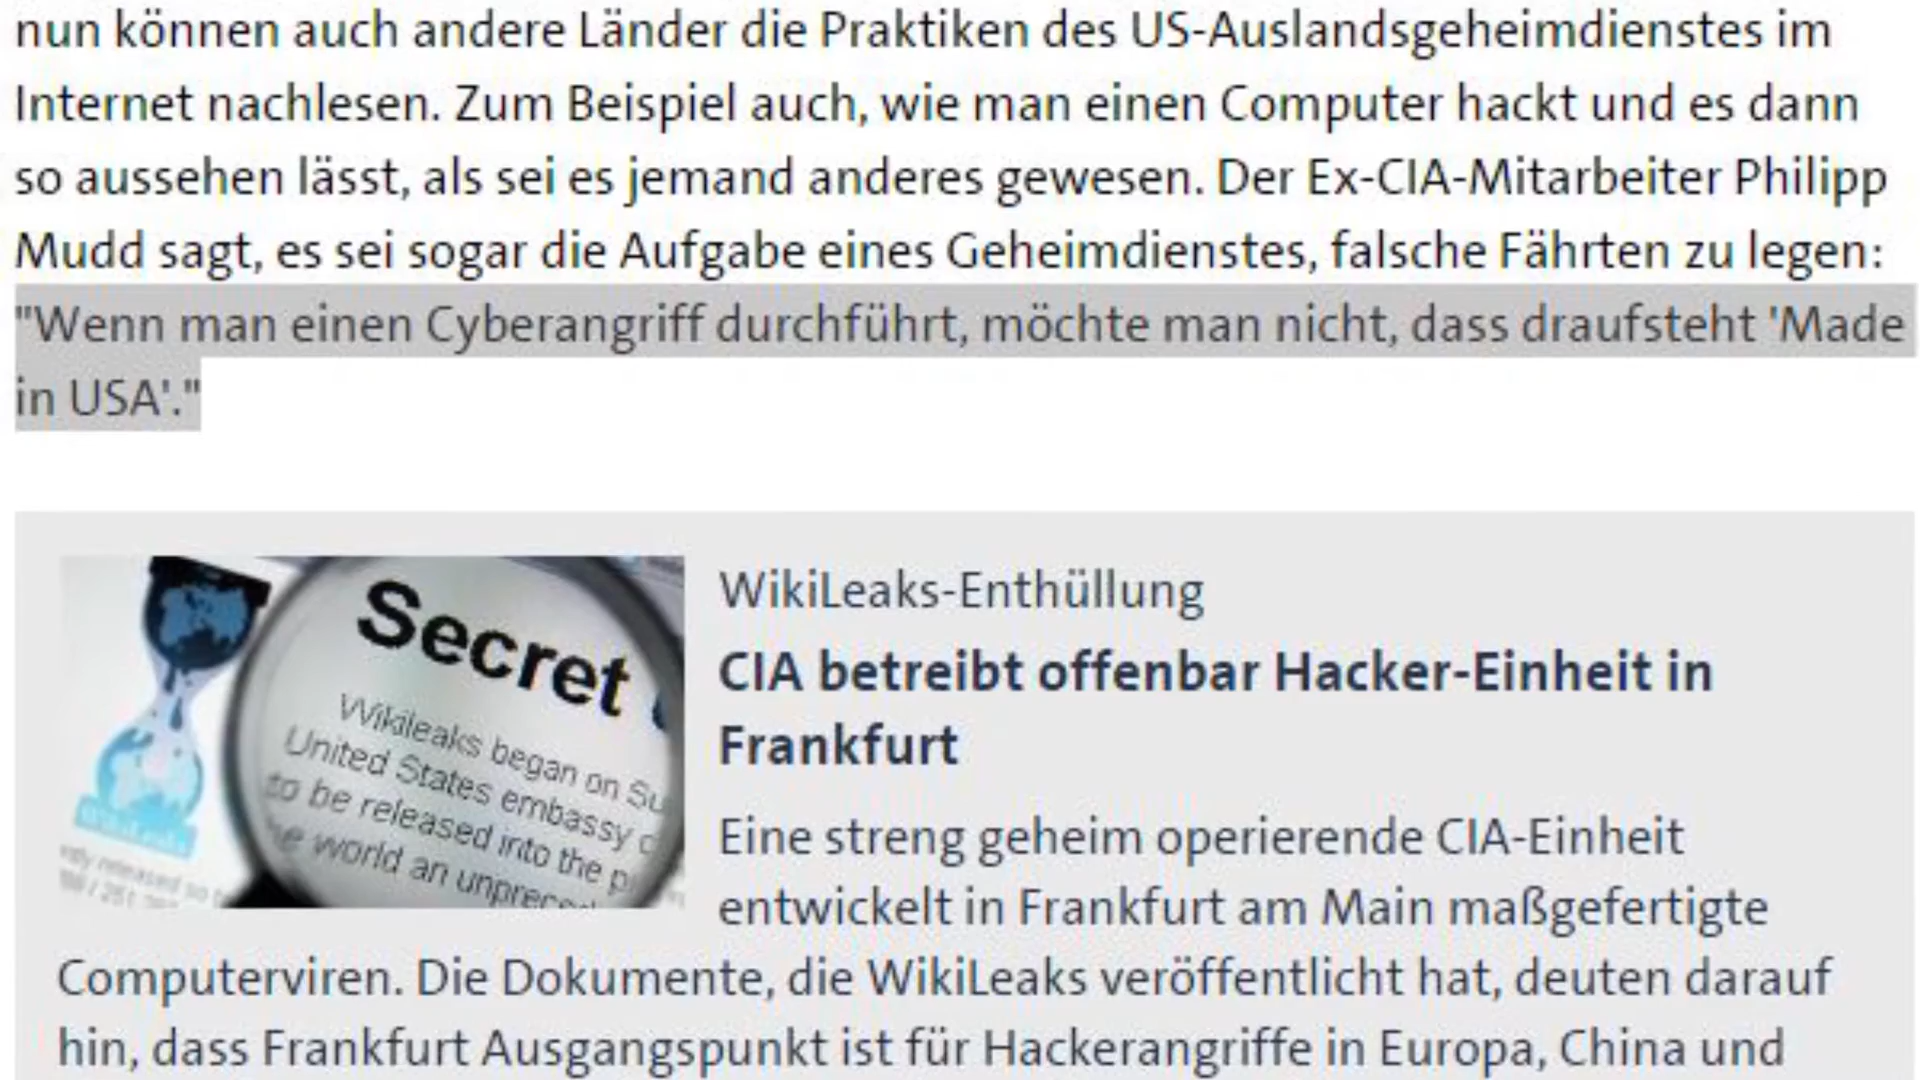 nun können auch andere Länder die Praktiken des US-Auslandsgeheimdienstes im
Internet nachlesen. Zum Beispiel auch, wie man einen Computer hackt und es dann
so aussehen lässt, als sei es jemand anderes gewesen. Der Ex-CIA-Mitarbeiter Philipp
Mudd sagt, es sei sogar die Aufgabe eines Geheimdienstes, falsche Fährten zu legen:
"Wenn man einen Cyberangriff durchführt, möchte man nicht, dass draufsteht 'Made
in USA'."
Secret
Wikileaks began on Su
United States embassy
to be released into the p
he world an unpreced
WikiLeaks
WikiLeaks-Enthüllung
CIA betreibt offenbar Hacker-Einheit in
Frankfurt
Eine streng geheim operierende CIA-Einheit
entwickelt in Frankfurt am Main maßgefertigte
Computerviren. Die Dokumente, die WikiLeaks veröffentlicht hat, deuten darauf
hin, dass Frankfurt Ausgangspunkt ist für Hackerangriffe in Europa, China und